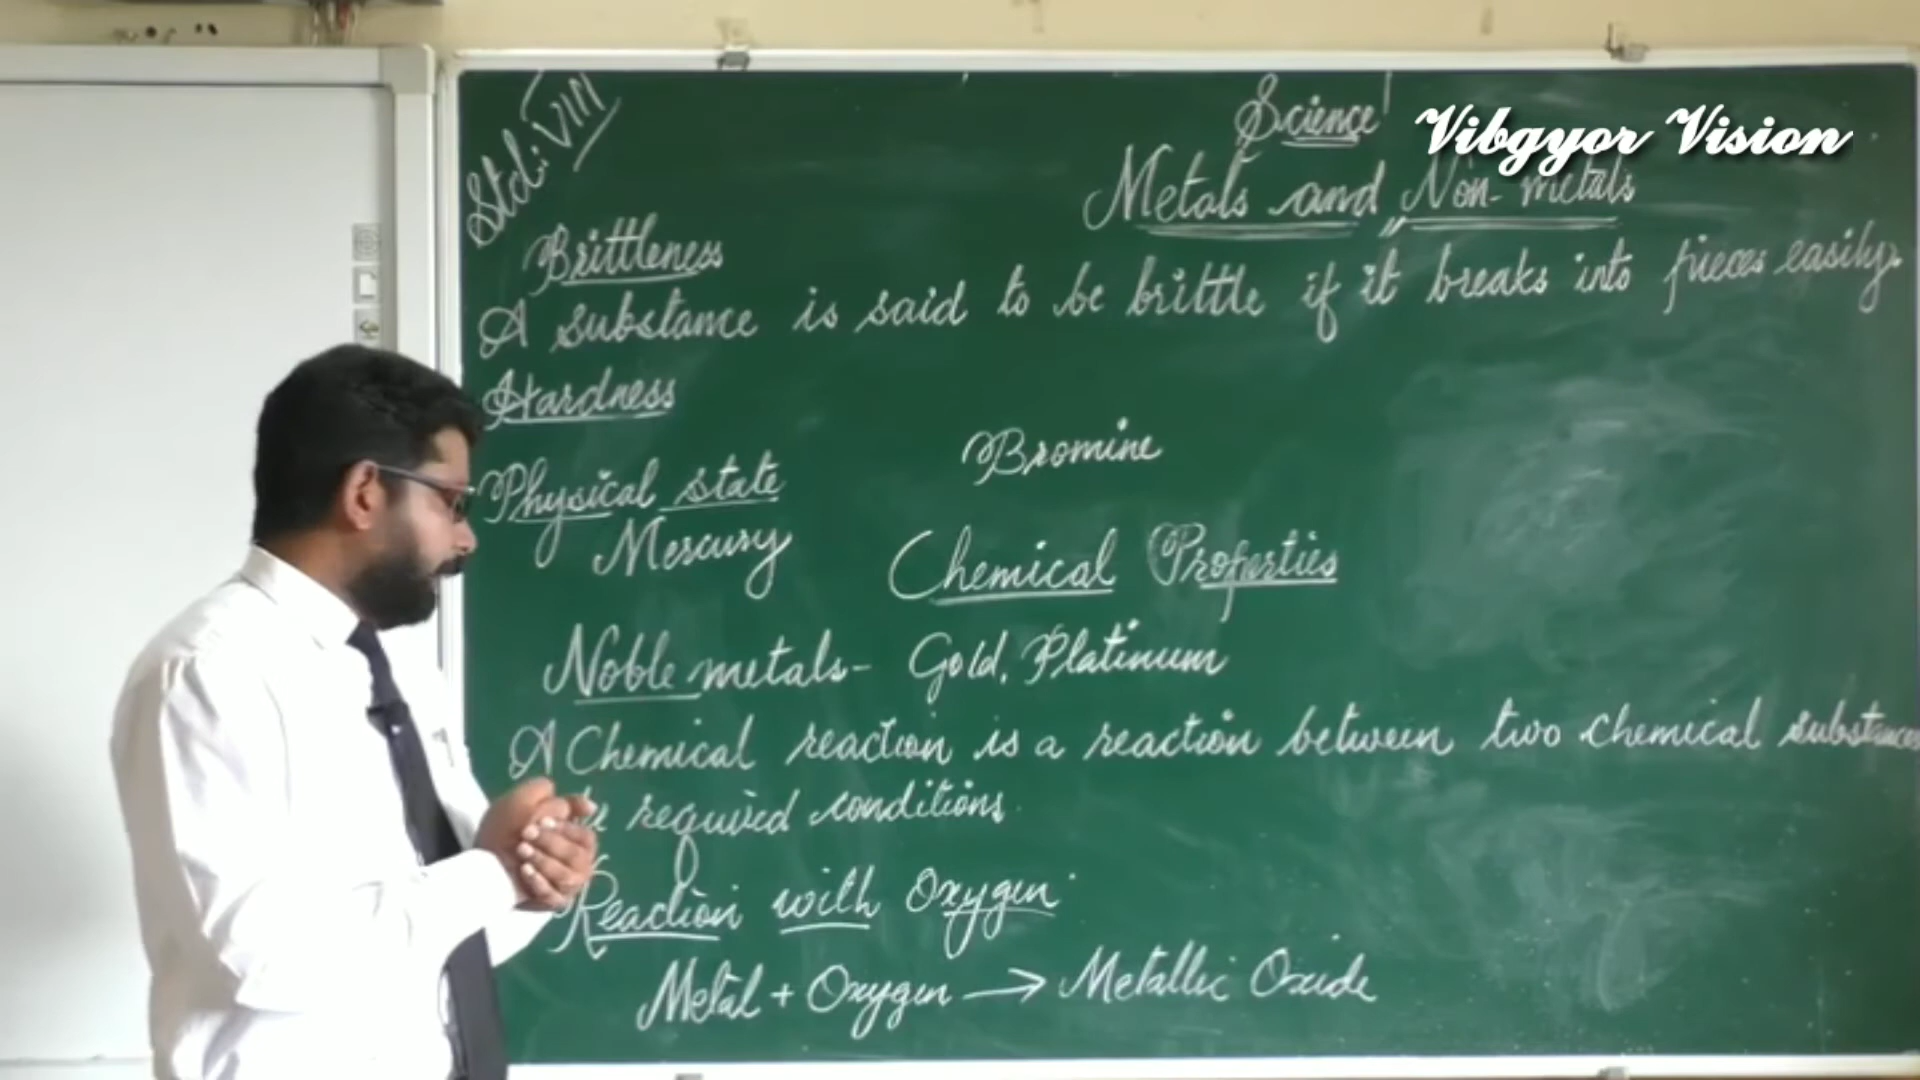 Std: VIII
Science
Vibgyor Vision
Metals and Non-metals
Brittleness
A substance is said to be brittle if it breaks into pieces easily.
Hardness
Physical state
Bromine
Mercury
Chemical Properties
Noble metals- Gold, Platinum
A Chemical reaction is a reaction between two chemical substances
required conditions.
Reaction with Oxygen
Metal + Oxygen → Metallic Oxide